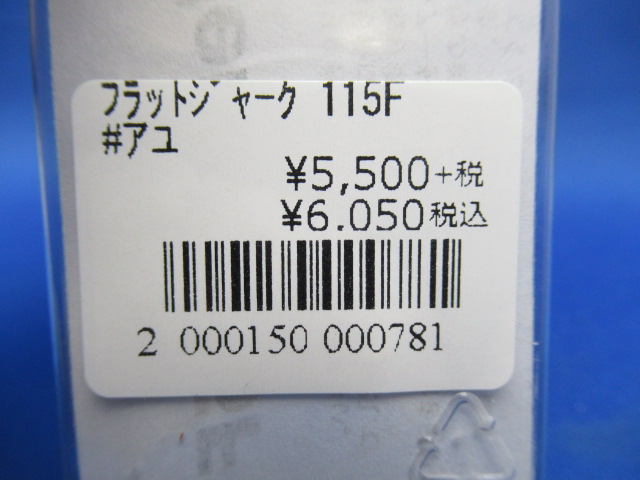 フラットジャーク 115F
#アユ
¥5,500+税
¥6.050税込
2 000150 000781